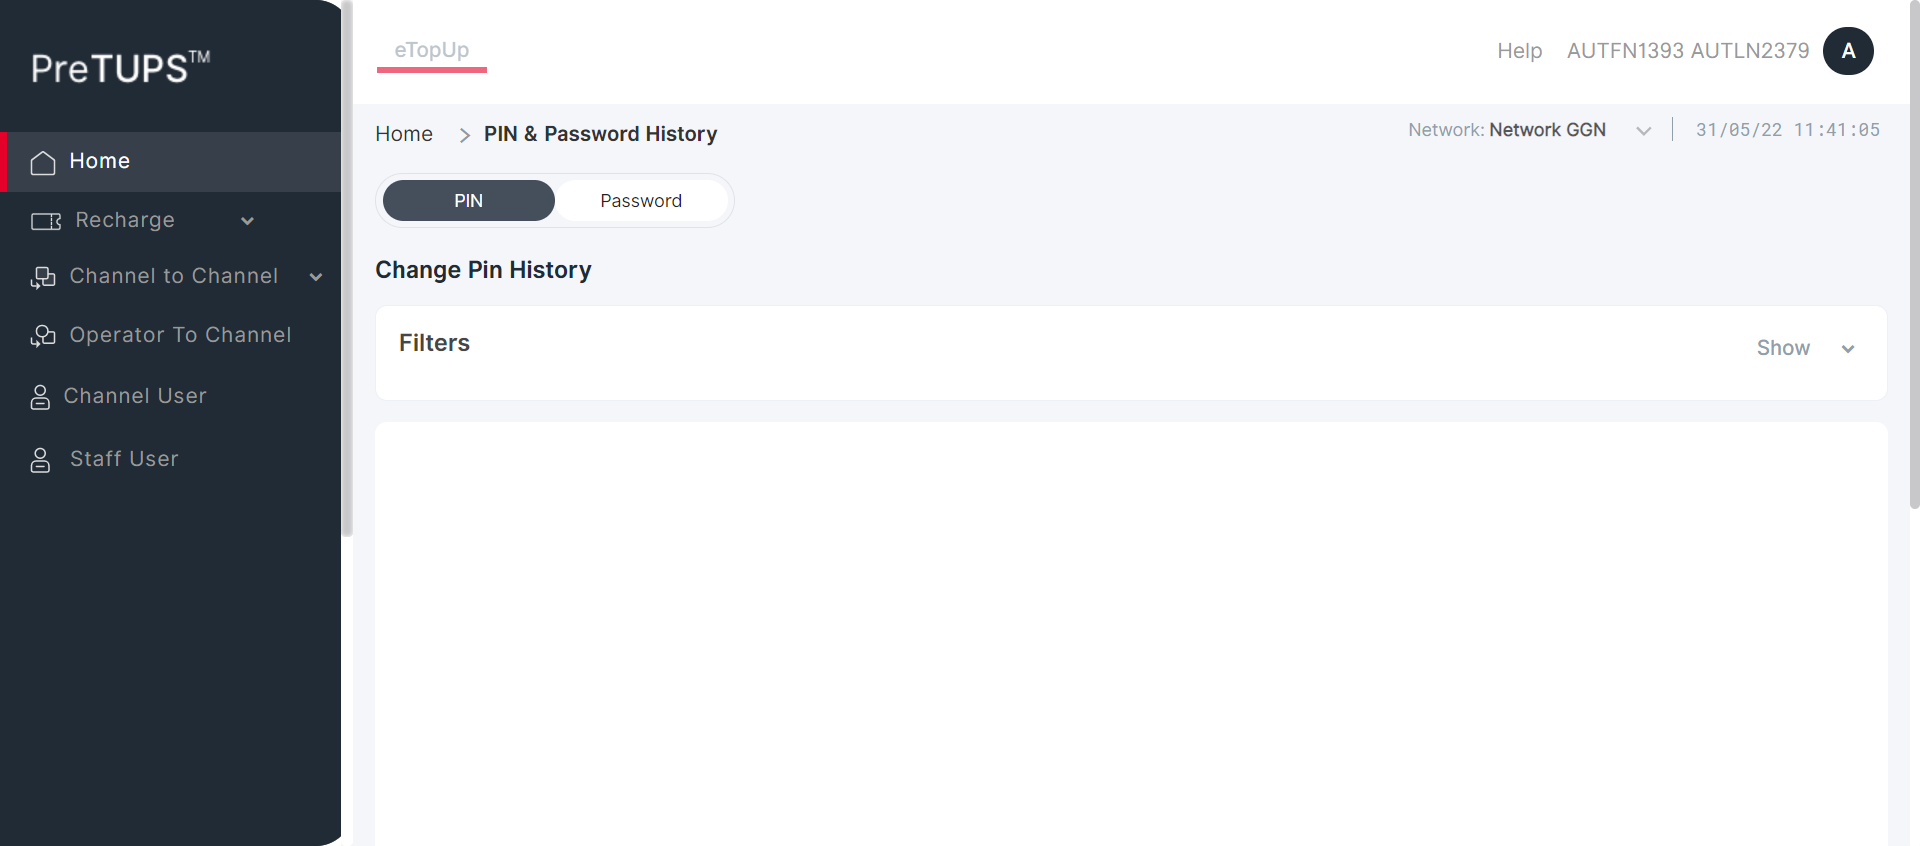 PreTUPS™
Home
Recharge
Channel to Channel
Operator To Channel
Channel User
Staff User
eTopUp
Help AUTFN1393 AUTLN2379 A
Home > PIN & Password History
Network: Network GGN 31/05/22 11:41:05
PIN Password
Change Pin History
Filters
Show